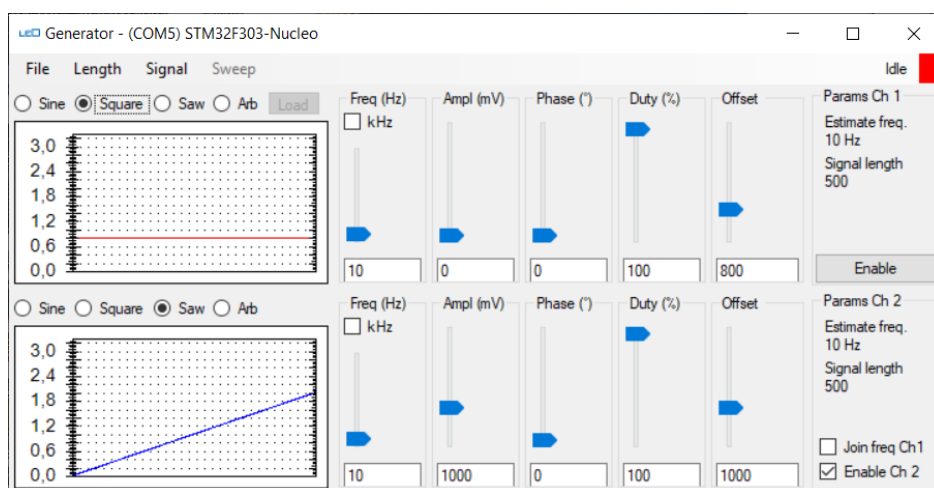 LEO Generator - (COM5) STM32F303-Nucleo
File Length Signal Sweep Idle
Sine Square Saw Arb Load
3,0
2,4
1,8
1,2
0,6
0,0
Freq (Hz) Ampl (mV) Phase (°) Duty (%) Offset
kHz
10 0 0 100 800
Params Ch 1
Estimate freq.
10 Hz
Signal length
500
Enable
Sine Square Saw Arb
3,0
2,4
1,8
1,2
0,6
0,0
Freq (Hz) Ampl (mV) Phase (°) Duty (%) Offset
kHz
10 1000 0 100 1000
Params Ch 2
Estimate freq.
10 Hz
Signal length
500
Join freq Ch1
Enable Ch 2